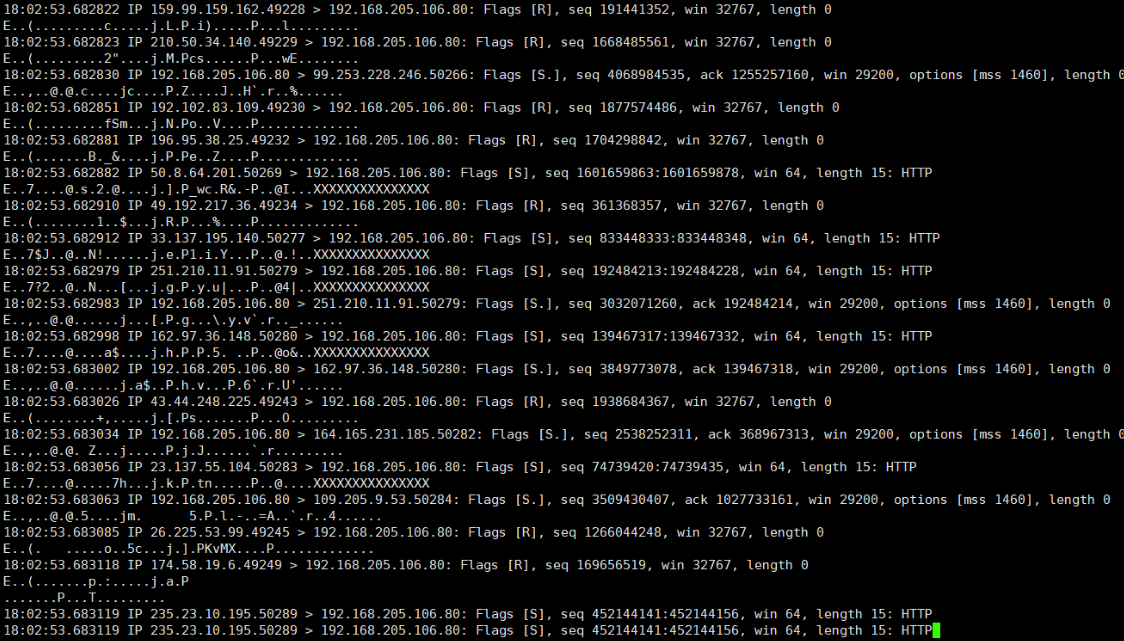 18:02:53.682822 IP 159.99.159.162.49228 > 192.168.205.106.80: Flags [R], seq 191441352, win 32767, length 0
E..(.........c.....j.L.P.i).....P...l.........
18:02:53.682823 IP 210.50.34.140.49229 > 192.168.205.106.80: Flags [R], seq 1668485561, win 32767, length 0
E..(.........2"....j.M.Pcs......P...wE........
18:02:53.682830 IP 192.168.205.106.80 > 99.253.228.246.50266: Flags [S.], seq 4068984535, ack 1255257160, win 29200, options [mss 1460], length 0
E..,..@.@.c....jc....P.Z....J..H`.r..%......
18:02:53.682851 IP 192.102.83.109.49230 > 192.168.205.106.80: Flags [R], seq 1877574486, win 32767, length 0
E..(.........fSm...j.N.Po..V....P.............
18:02:53.682881 IP 196.95.38.25.49232 > 192.168.205.106.80: Flags [R], seq 1704298842, win 32767, length 0
E..(.......B._&....j.P.Pe..Z....P.............
18:02:53.682882 IP 50.8.64.201.50269 > 192.168.205.106.80: Flags [S], seq 1601659863:1601659878, win 64, length 15: HTTP
E..7....@.s.2.@....j.].P_wc.R&.-P..@I...XXXXXXXXXXXXXXX
18:02:53.682910 IP 49.192.217.36.49234 > 192.168.205.106.80: Flags [R], seq 361368357, win 32767, length 0
E..(........1..$...j.R.P...%....P.............
18:02:53.682912 IP 33.137.195.140.50277 > 192.168.205.106.80: Flags [S], seq 833448333:833448348, win 64, length 15: HTTP
E..7$J..@..N!......j.e.P1.i.Y...P..@.!..XXXXXXXXXXXXXXX
18:02:53.682979 IP 251.210.11.91.50279 > 192.168.205.106.80: Flags [S], seq 192484213:192484228, win 64, length 15: HTTP
E..7?2..@..N...[...j.g.P.y.u|...P..@4|..XXXXXXXXXXXXXXX
18:02:53.682983 IP 192.168.205.106.80 > 251.210.11.91.50279: Flags [S.], seq 3032071260, ack 192484214, win 29200, options [mss 1460], length 0
E..,..@.@......j...[.P.g...\.y.v`.r.._......
18:02:53.682998 IP 162.97.36.148.50280 > 192.168.205.106.80: Flags [S], seq 139467317:139467332, win 64, length 15: HTTP
E..7....@....a$....j.h.P.P.5. ..P..@o&..XXXXXXXXXXXXXXX
18:02:53.683002 IP 192.168.205.106.80 > 162.97.36.148.50280: Flags [S.], seq 3849773078, ack 139467318, win 29200, options [mss 1460], length 0
E..,..@.@......j.a$..P.h.v...P.6`.r.U'......
18:02:53.683026 IP 43.44.248.225.49243 > 192.168.205.106.80: Flags [R], seq 1938684367, win 32767, length 0
E..(........+,.....j.[.Ps.......P...O.........
18:02:53.683034 IP 192.168.205.106.80 > 164.165.231.185.50282: Flags [S.], seq 2538252311, ack 368967313, win 29200, options [mss 1460], length 0
E..,..@.@. Z...j.....P.j.J......`.r.........
18:02:53.683056 IP 23.137.55.104.50283 > 192.168.205.106.80: Flags [S], seq 74739420:74739435, win 64, length 15: HTTP
E..7....@.....7h...j.k.P.tn.....P..@....XXXXXXXXXXXXXXX
18:02:53.683063 IP 192.168.205.106.80 > 109.205.9.53.50284: Flags [S.], seq 3509430407, ack 1027733161, win 29200, options [mss 1460], length 0
E..,..@.@.5....jm.      5.P.l.-..=A..`.r..4......
18:02:53.683085 IP 26.225.53.99.49245 > 192.168.205.106.80: Flags [R], seq 1266044248, win 32767, length 0
E..(.    .....o..5c...j.].PKvMX....P.............
18:02:53.683118 IP 174.58.19.6.49249 > 192.168.205.106.80: Flags [R], seq 169656519, win 32767, length 0
E..(.......p.:.....j.a.P
.......P...T.........
18:02:53.683119 IP 235.23.10.195.50289 > 192.168.205.106.80: Flags [S], seq 452144141:452144156, win 64, length 15: HTTP
18:02:53.683119 IP 235.23.10.195.50289 > 192.168.205.106.80: Flags [S], seq 452144141:452144156, win 64, length 15: HTTP